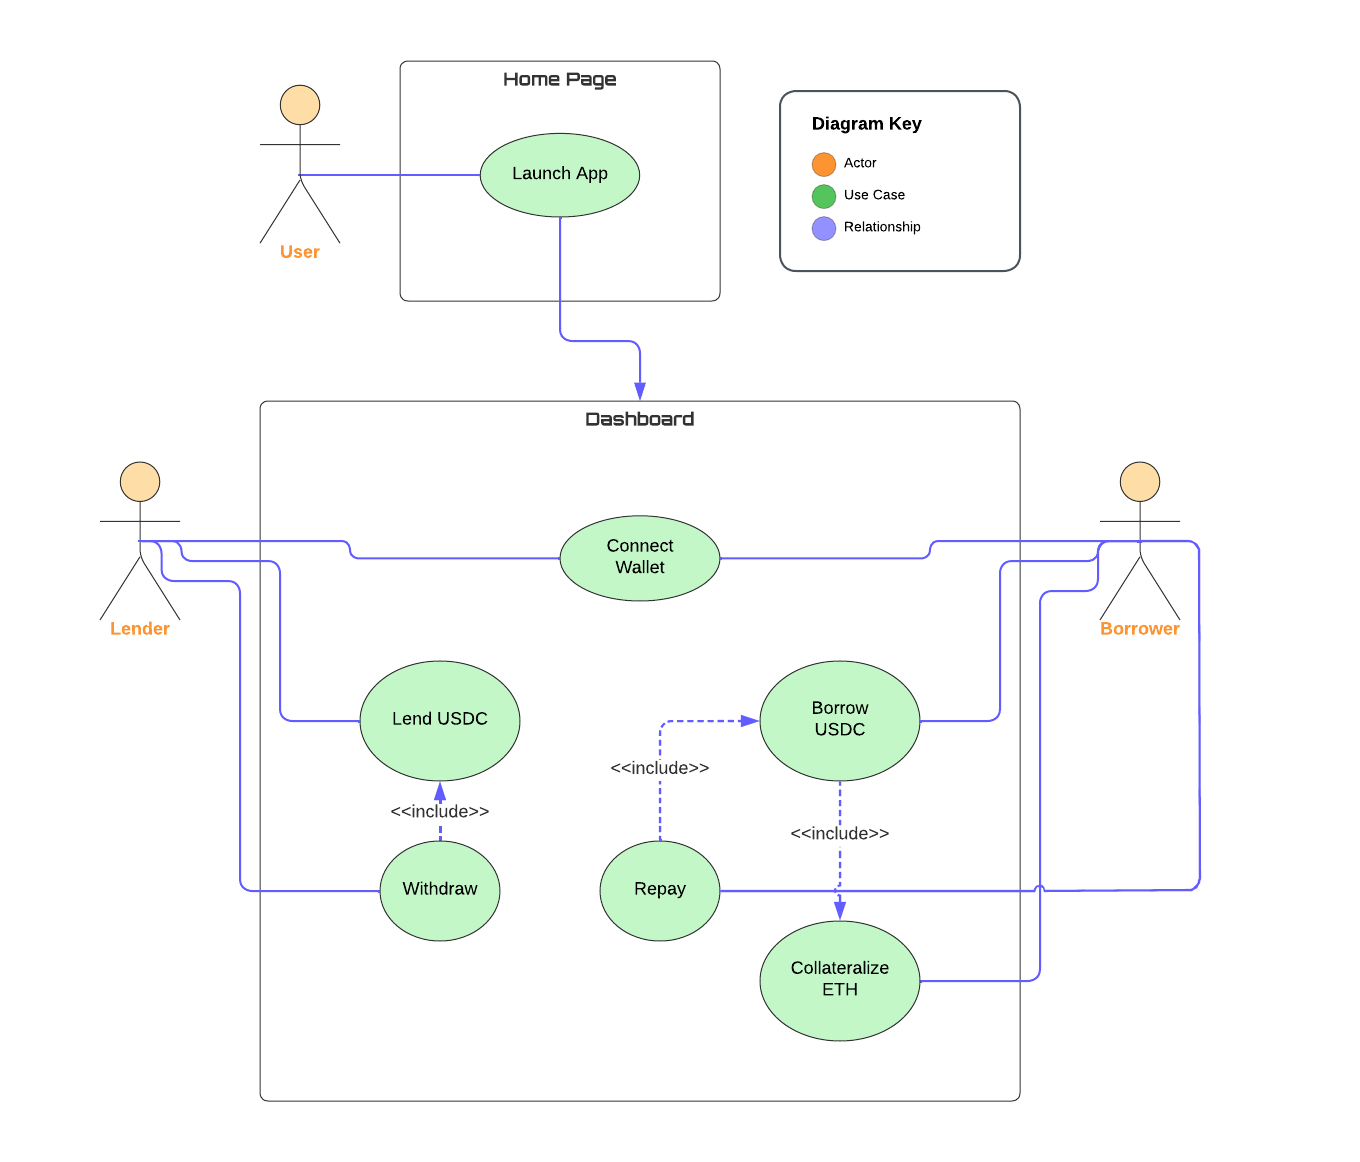 Home Page
Launch App
User
Diagram Key
Actor
Use Case
Relationship
Dashboard
Connect
Wallet
Lender
Borrower
Lend USDC
Borrow
USDC
<<include>>
<<include>>
<<include>>
Withdraw
Repay
Collateralize
ETH